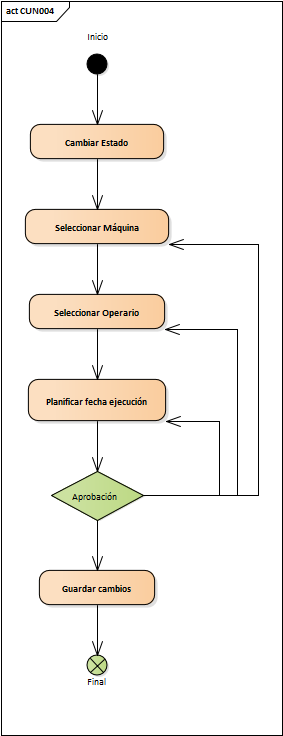 act CUN004
Inicio
Cambiar Estado
Seleccionar Máquina
Seleccionar Operario
Planificar fecha ejecución
Aprobación
Guardar cambios
Final